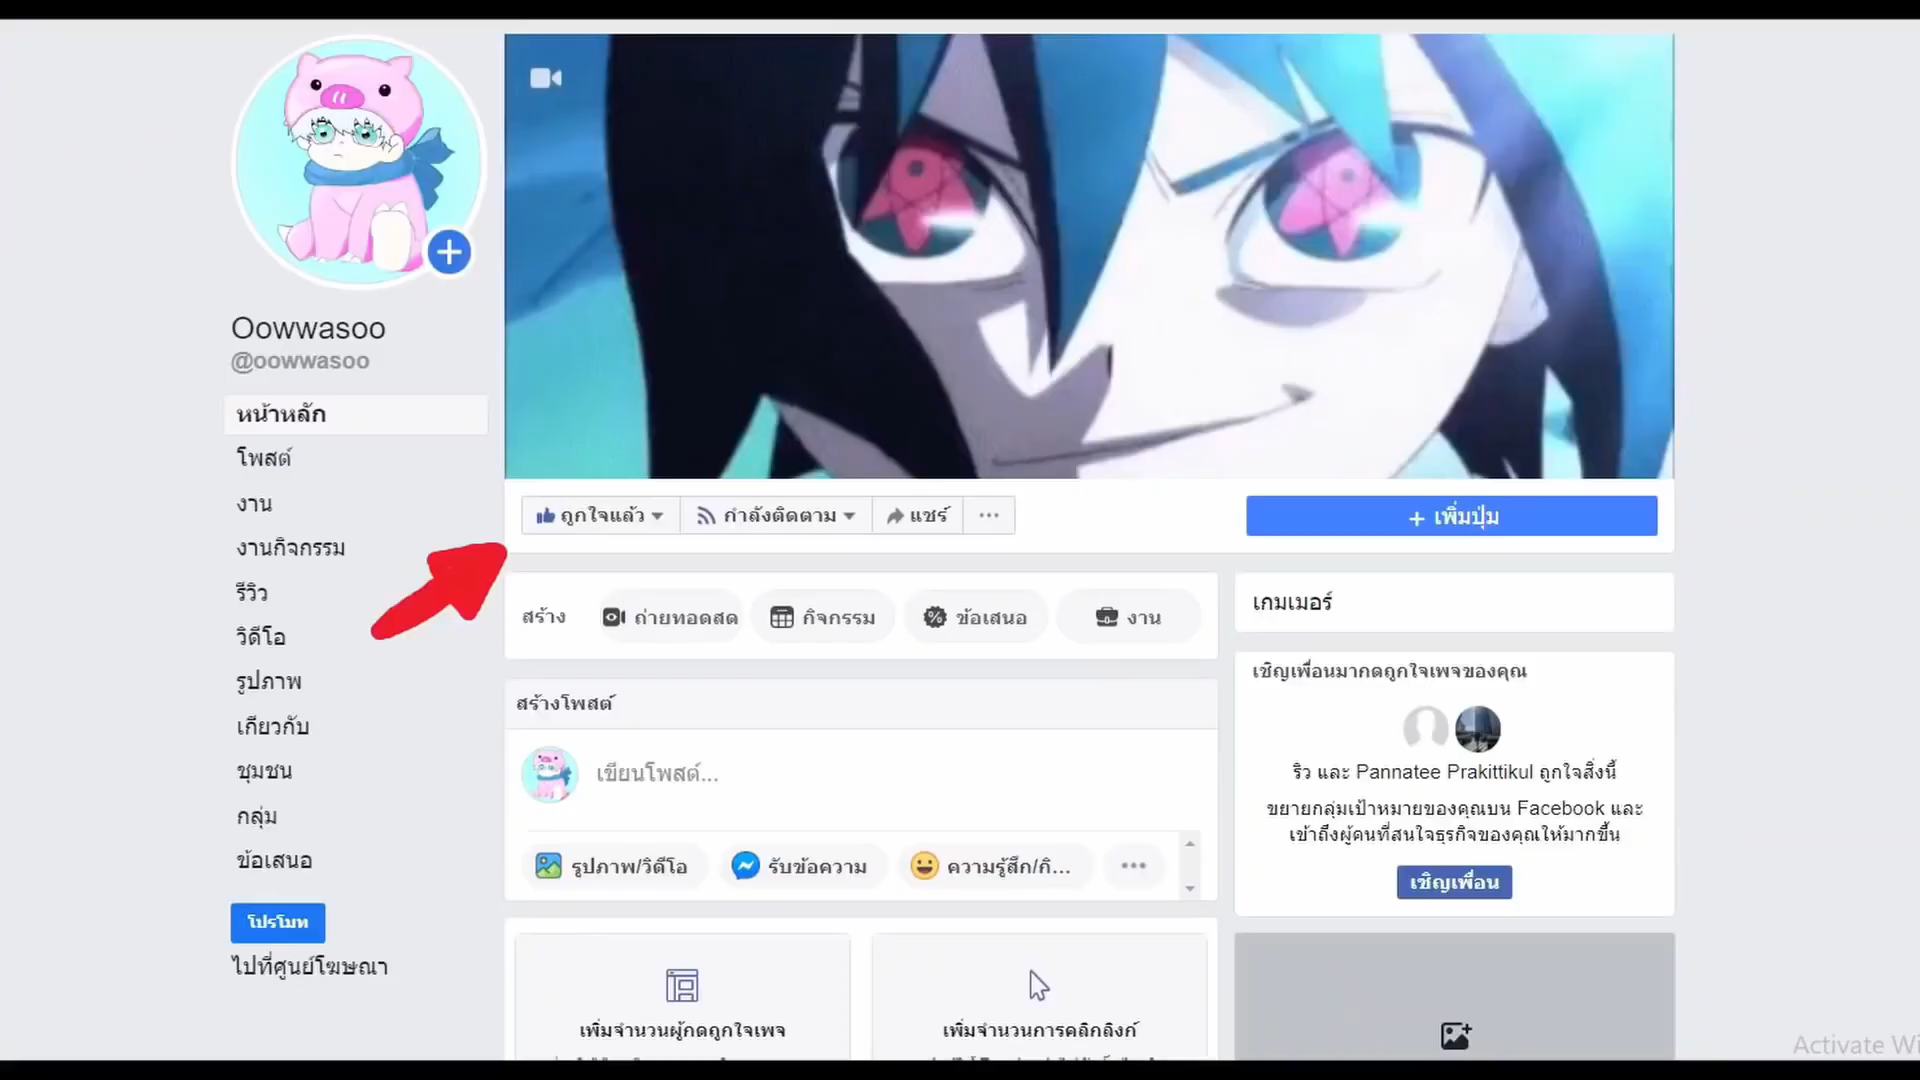 Oowwasoo
@oowwasoo
หน้าหลัก
โพสต์
งาน
งานกิจกรรม
รีวิว
วิดีโอ
รูปภาพ
เกี่ยวกับ
ชุมชน
กลุ่ม
ข้อเสนอ
โปรโมท
ไปที่ศูนย์โฆษณา
ถูกใจแล้ว กำลังติดตาม แชร์ ...
+ เพิ่มปุ่ม
สร้าง ถ่ายทอดสด กิจกรรม ข้อเสนอ งาน
สร้างโพสต์
เขียนโพสต์...
รูปภาพ/วิดีโอ รับข้อความ ความรู้สึก/กิ... ...
เพิ่มจำนวนผู้กดถูกใจเพจ
เพิ่มจำนวนการคลิกลิงก์
เกมเมอร์
เชิญเพื่อนมากดถูกใจเพจของคุณ
ริว และ Pannatee Prakittikul ถูกใจสิ่งนี้
ขยายกลุ่มเป้าหมายของคุณบน Facebook และ
เข้าถึงผู้คนที่สนใจธุรกิจของคุณให้มากขึ้น
เชิญเพื่อน
Activate Wi